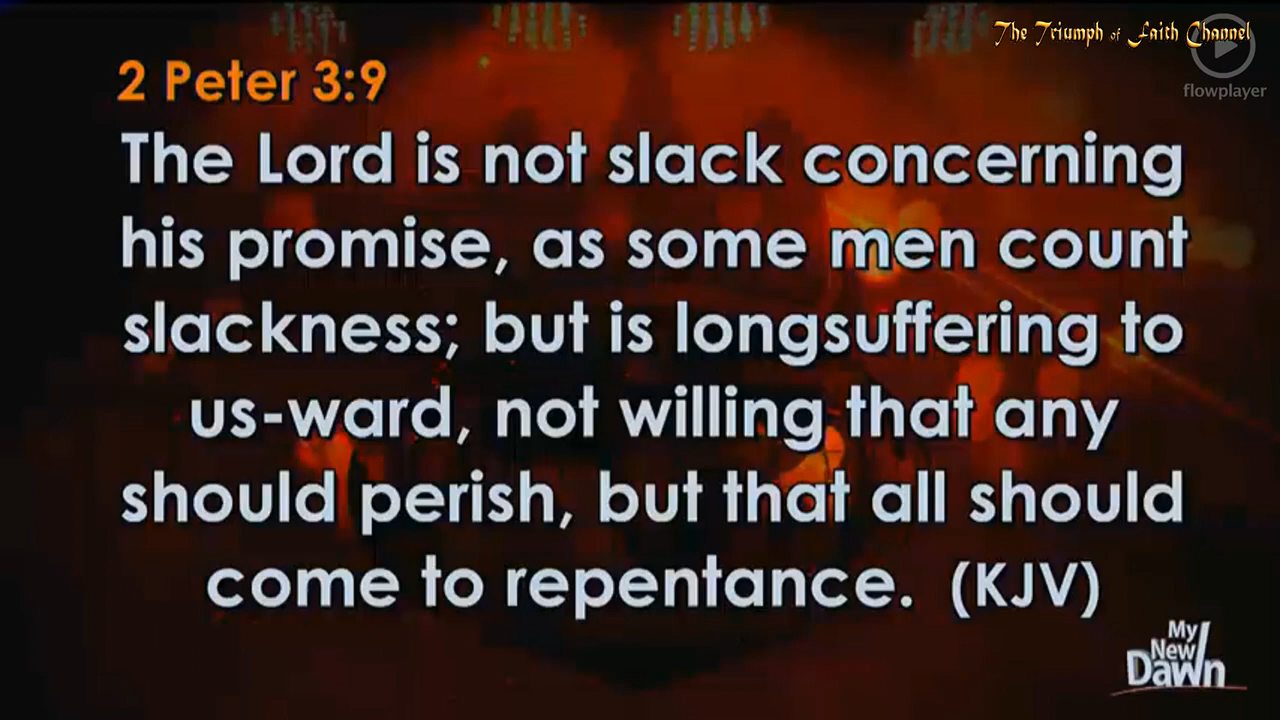 The Triumph of Faith Channel
flowplayer
2 Peter 3:9
The Lord is not slack concerning
his promise, as some men count
slackness; but is longsuffering to
us-ward, not willing that any
should perish, but that all should
come to repentance. (KJV)
My
New
Dawn